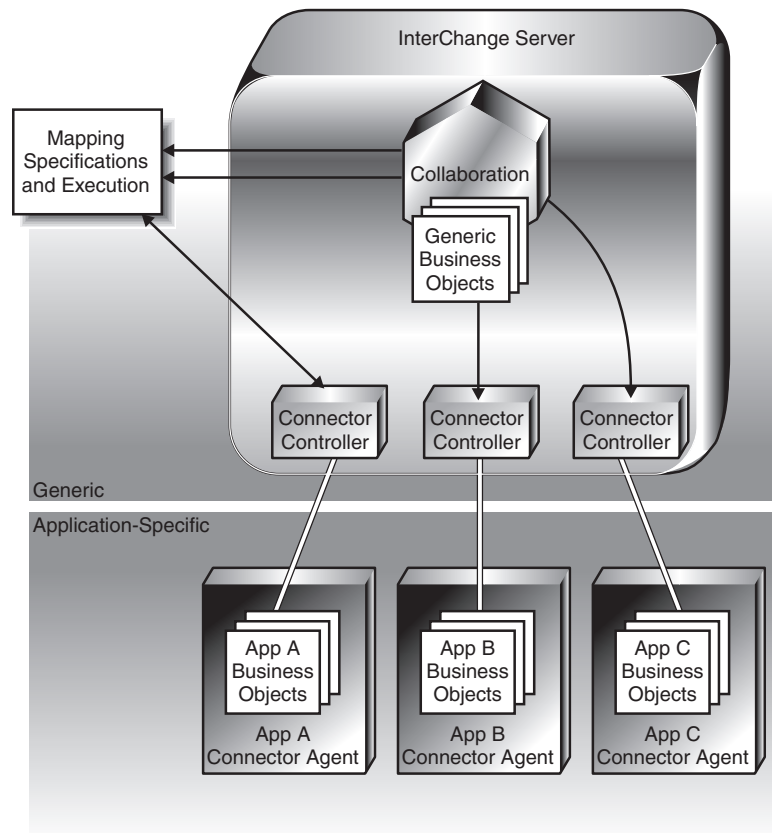 InterChange Server
Mapping
Specifications
and Execution
Collaboration
Generic
Business
Objects
Connector
Controller
Connector
Controller
Connector
Controller
Generic
Application-Specific
App A
Business
Objects
App A
Connector Agent
App B
Business
Objects
App B
Connector Agent
App C
Business
Objects
App C
Connector Agent